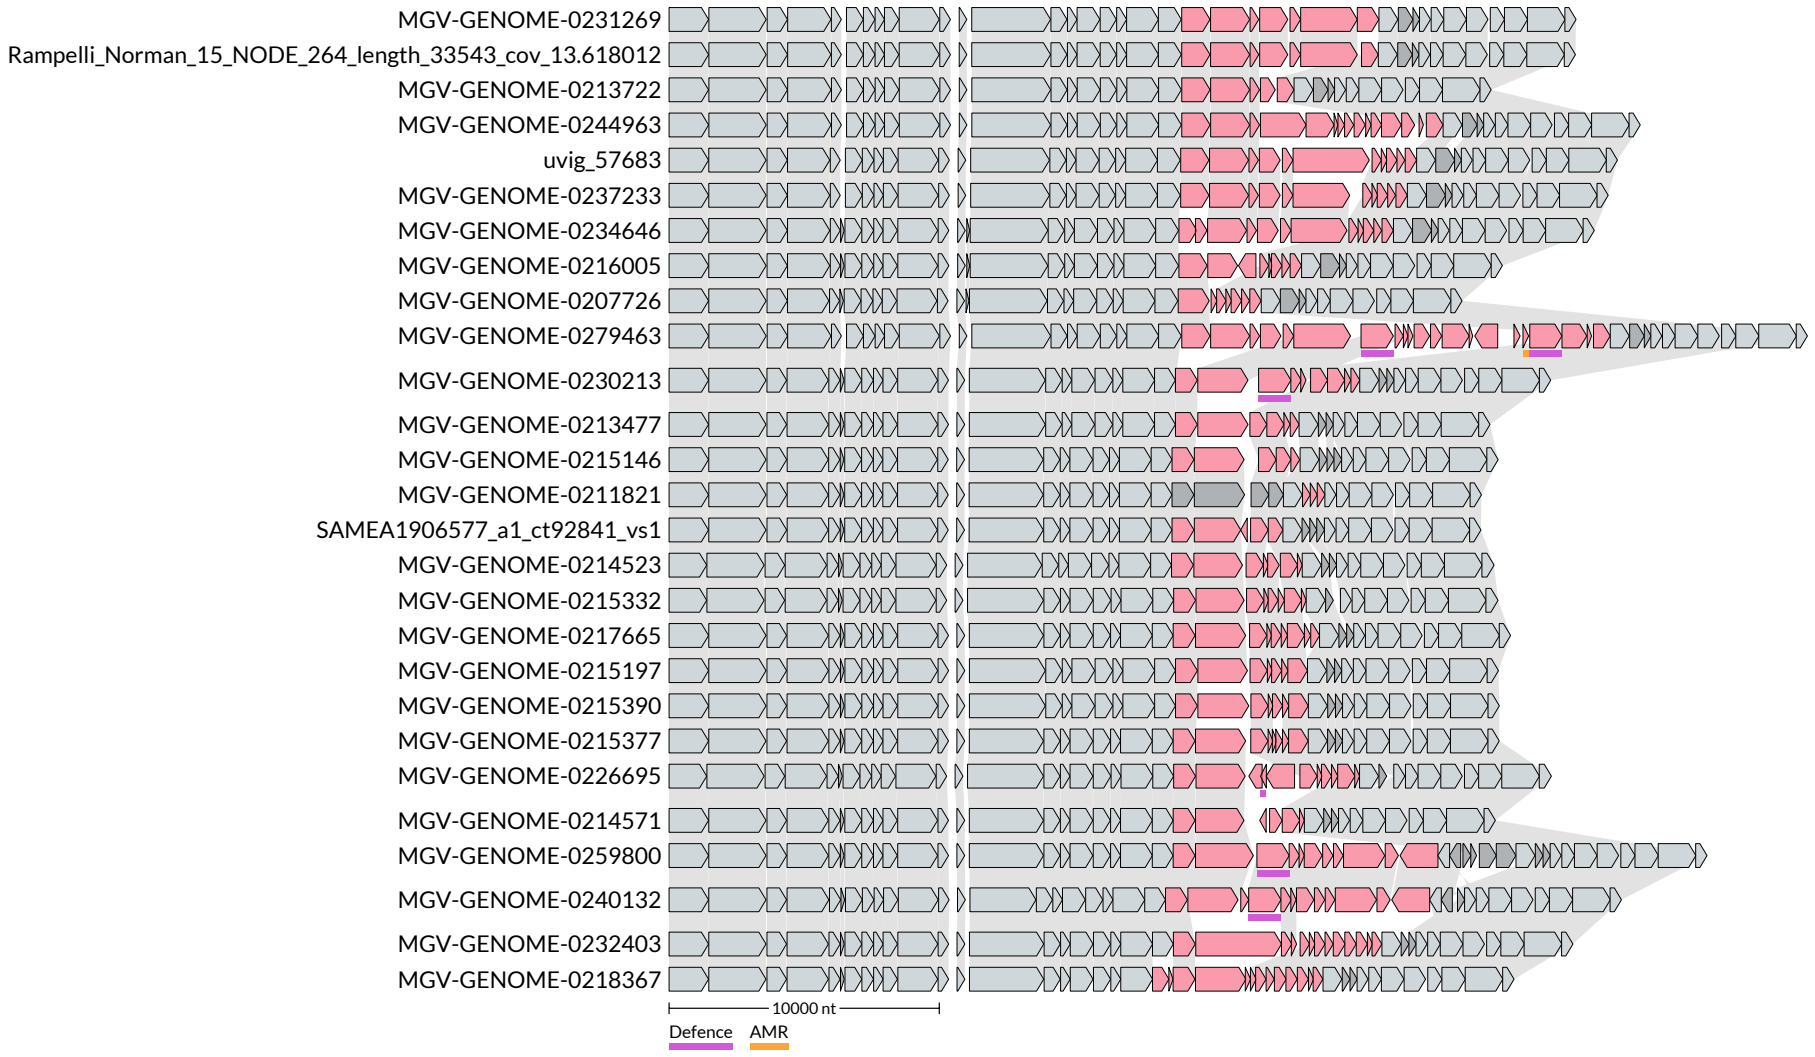 MGV-GENOME-0231269
Rampelli_Norman_15_NODE_264_length_33543_cov_13.618012
MGV-GENOME-0213722
MGV-GENOME-0244963
uvig_57683
MGV-GENOME-0237233
MGV-GENOME-0234646
MGV-GENOME-0216005
MGV-GENOME-0207726
MGV-GENOME-0279463
MGV-GENOME-0230213
MGV-GENOME-0213477
MGV-GENOME-0215146
MGV-GENOME-0211821
SAMEA1906577_a1_ct92841_vs1
MGV-GENOME-0214523
MGV-GENOME-0215332
MGV-GENOME-0217665
MGV-GENOME-0215197
MGV-GENOME-0215390
MGV-GENOME-0215377
MGV-GENOME-0226695
MGV-GENOME-0214571
MGV-GENOME-0259800
MGV-GENOME-0240132
MGV-GENOME-0232403
MGV-GENOME-0218367
10000 nt
Defence AMR